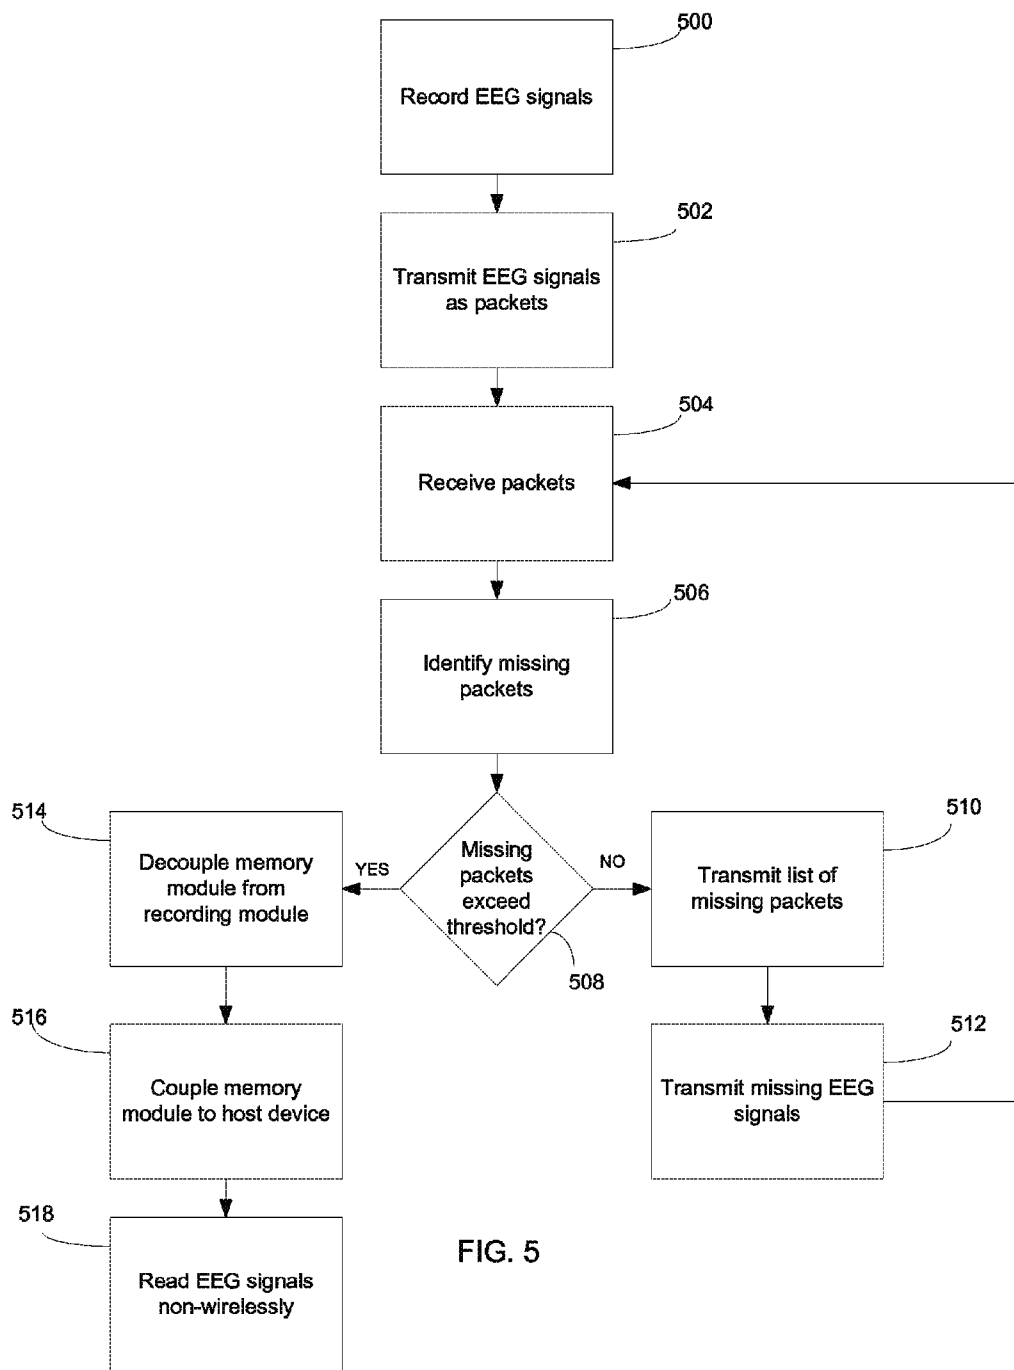 500
Record EEG signals
502
Transmit EEG signals
as packets
504
Receive packets
506
Identify missing
packets
514
Decouple memory
module from
recording module
YES
Missing
packets
exceed
threshold?
508
NO
510
Transmit list of
missing packets
516
Couple memory
module to host device
512
Transmit missing EEG
signals
518
Read EEG signals
non-wirelessly
FIG. 5